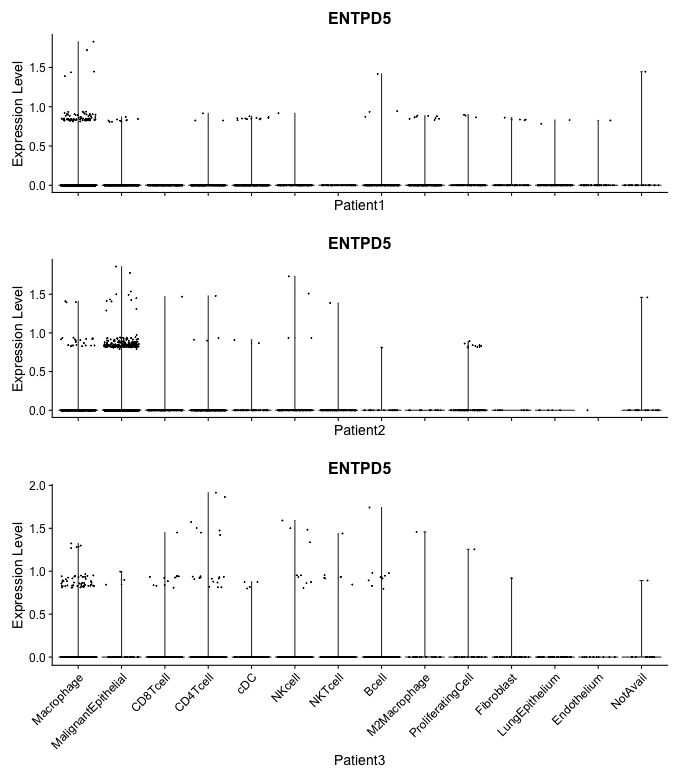 ENTPD5
Expression Level
1.5
1.0
0.5
0.0
Patient1
ENTPD5
Expression Level
1.5
1.0
0.5
0.0
Patient2
ENTPD5
Expression Level
2.0
1.5
1.0
0.5
0.0
Macrophage
MalignantEpithelial
CD8Tcell
CD4Tcell
cDC
NKcell
NKTcell
Bcell
M2Macrophage
ProliferatingCell
Fibroblast
LungEpithelium
Endothelium
NotAvail
Patient3